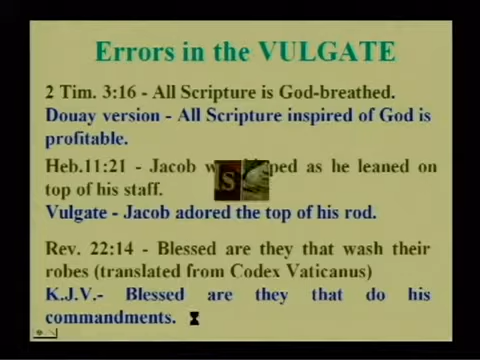 Errors in the VULGATE
2 Tim. 3:16 - All Scripture is God-breathed.
Douay version - All Scripture inspired of God is
profitable.
Heb.11:21 - Jacob w ped as he leaned on
top of his staff.
Vulgate - Jacob adored the top of his rod.
Rev. 22:14 - Blessed are they that wash their
robes (translated from Codex Vaticanus)
K.J.V.- Blessed are they that do his
commandments.